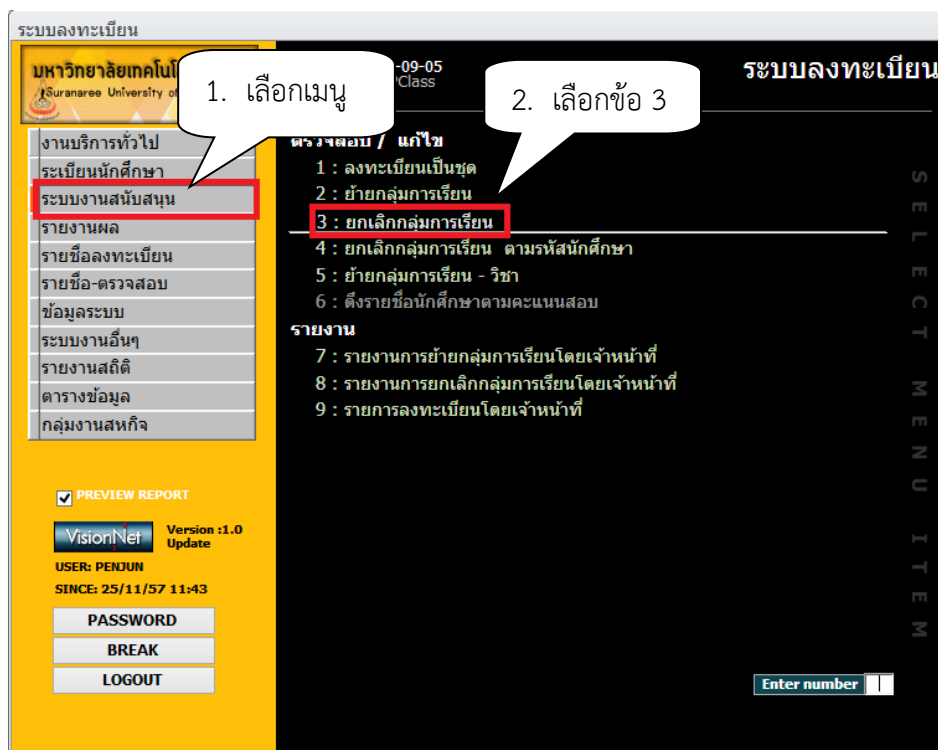 ระบบลงทะเบียน
มหาวิทยาลัยเทคโนโ
Suranaree University of
-09-05
Class
ระบบลงทะเบียน
1. เลือกเมนู
2. เลือกข้อ 3
งานบริการทั่วไป
ระเบียนนักศึกษา
ระบบงานสนับสนุน
รายงานผล
รายชื่อลงทะเบียน
รายชื่อ-ตรวจสอบ
ข้อมูลระบบ
ระบบงานอื่นๆ
รายงานสถิติ
ตารางข้อมูล
กลุ่มงานสหกิจ
ตรวจสอบ / แก้ไข
1 : ลงทะเบียนเป็นชุด
2 : ย้ายกลุ่มการเรียน
3 : ยกเลิกกลุ่มการเรียน
4 : ยกเลิกกลุ่มการเรียน ตามรหัสนักศึกษา
5 : ย้ายกลุ่มการเรียน - วิชา
6 : ดึงรายชื่อนักศึกษาตามคะแนนสอบ
รายงาน
7 : รายงานการย้ายกลุ่มการเรียนโดยเจ้าหน้าที่
8 : รายงานการยกเลิกกลุ่มการเรียนโดยเจ้าหน้าที่
9 : รายการลงทะเบียนโดยเจ้าหน้าที่
SELECT MENU ITEM
PREVIEW REPORT
VisionNet
Version :1.0
Update
USER: PENJUN
SINCE: 25/11/57 11:43
PASSWORD
BREAK
LOGOUT
Enter number